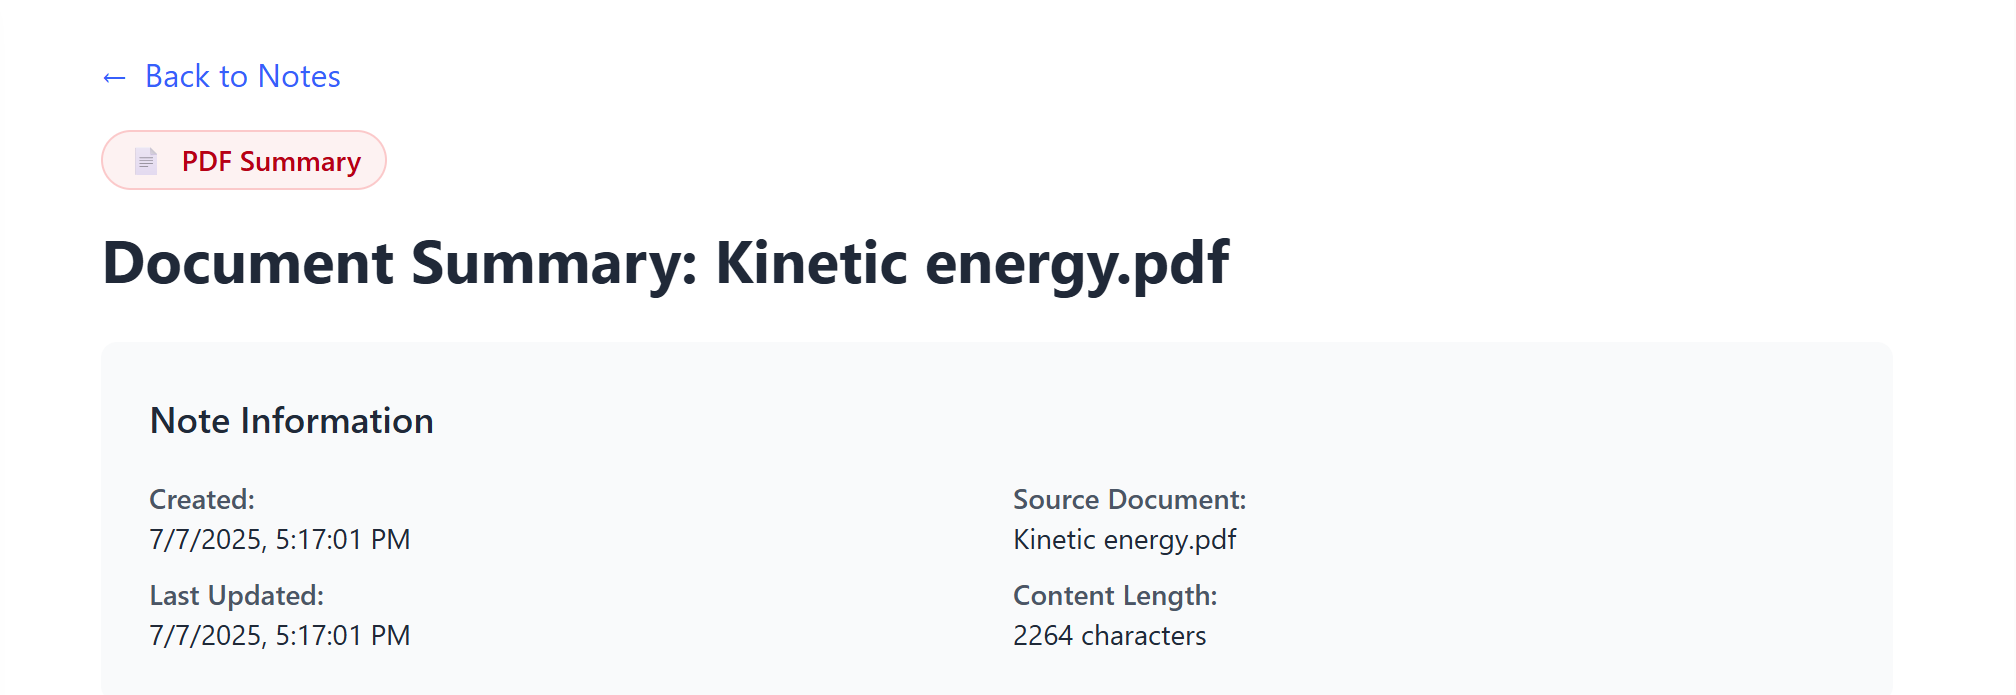 ← Back to Notes
PDF Summary
Document Summary: Kinetic energy.pdf
Note Information
Created:
7/7/2025, 5:17:01 PM
Source Document:
Kinetic energy.pdf
Last Updated:
7/7/2025, 5:17:01 PM
Content Length:
2264 characters